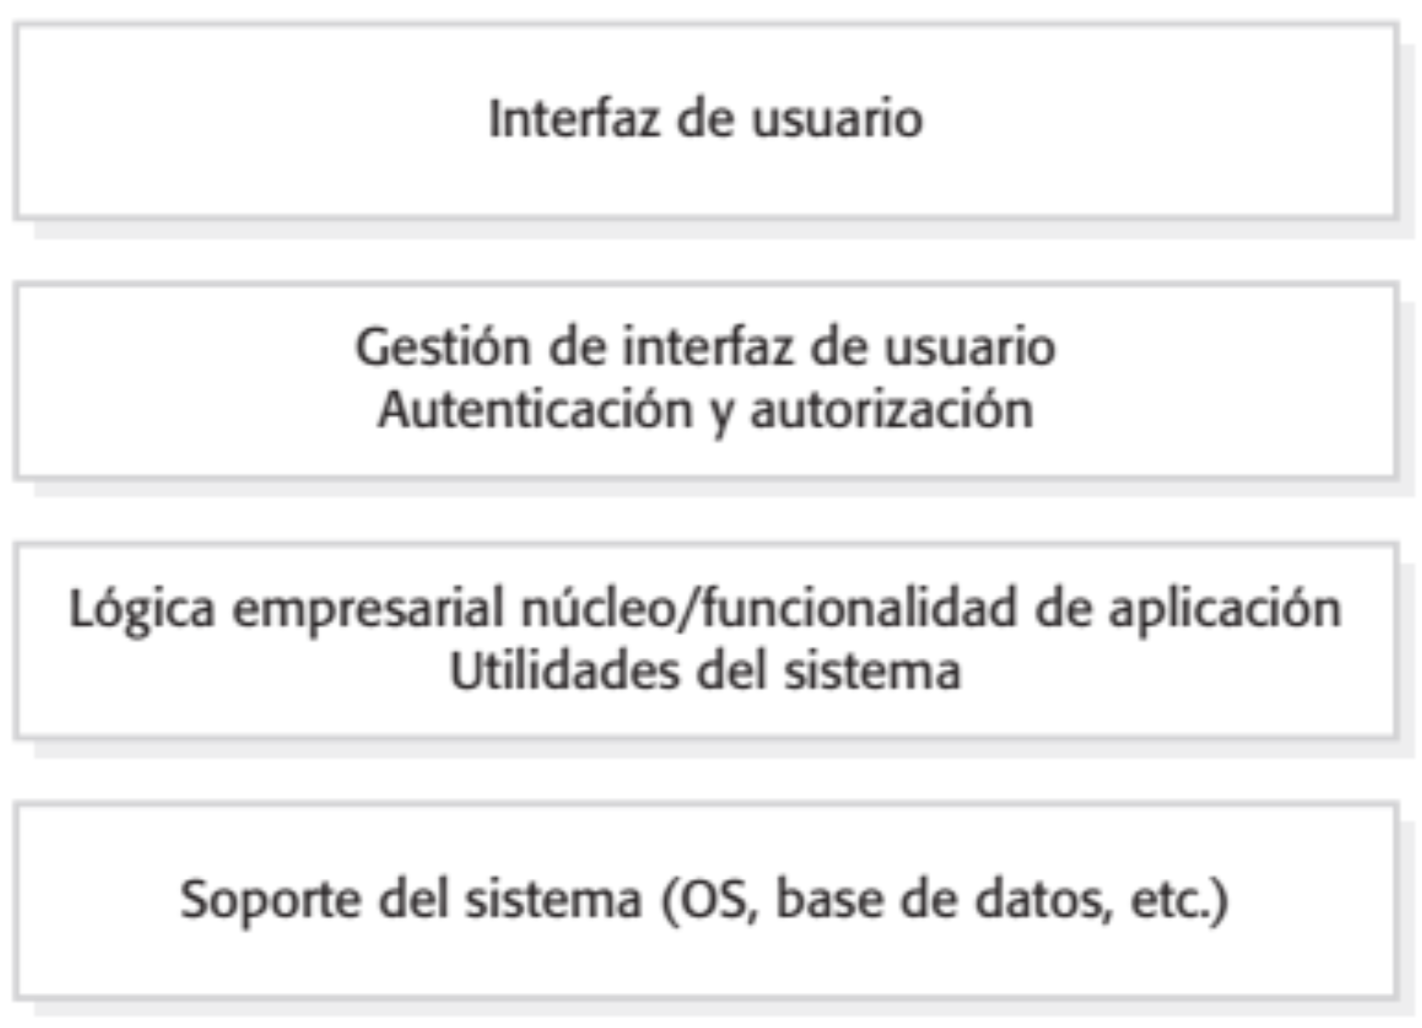 Interfaz de usuario
Gestión de interfaz de usuario
Autenticación y autorización
Lógica empresarial núcleo/funcionalidad de aplicación
Utilidades del sistema
Soporte del sistema (OS, base de datos, etc.)